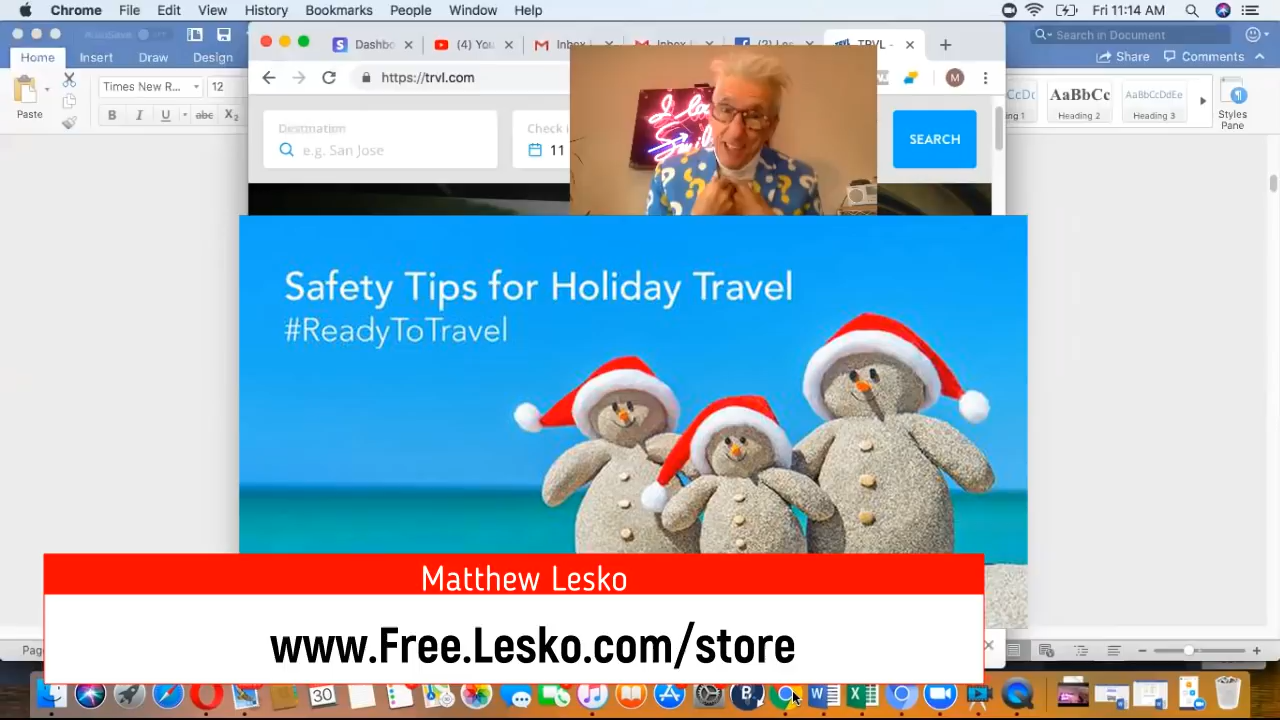 Chrome File Edit View History Bookmarks People Window Help
Fri 11:14 AM
AutoSave
Search in Document
Home Insert Draw Design
Share Comments
Dashbo
(4) You
Inbox
TRVL -
https://trvl.com
M
Times New R... 12
Paste
B I U abc X2
AaBbCc
Heading 2
AaBbCcDdEe
Heading 3
Styles
Pane
Destination
e.g. San Jose
Check i
11
SEARCH
Safety Tips for Holiday Travel
#ReadyToTravel
Matthew Lesko
www.Free.Lesko.com/store
30